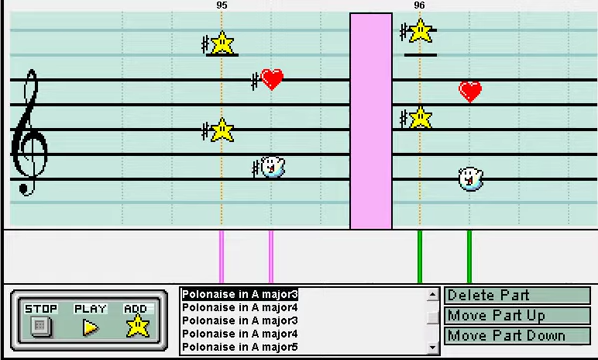 95 96
STOP PLAY ADD
Polonaise in A major3
Polonaise in A major4
Polonaise in A major3
Polonaise in A major4
Polonaise in A major5
Delete Part
Move Part Up
Move Part Down